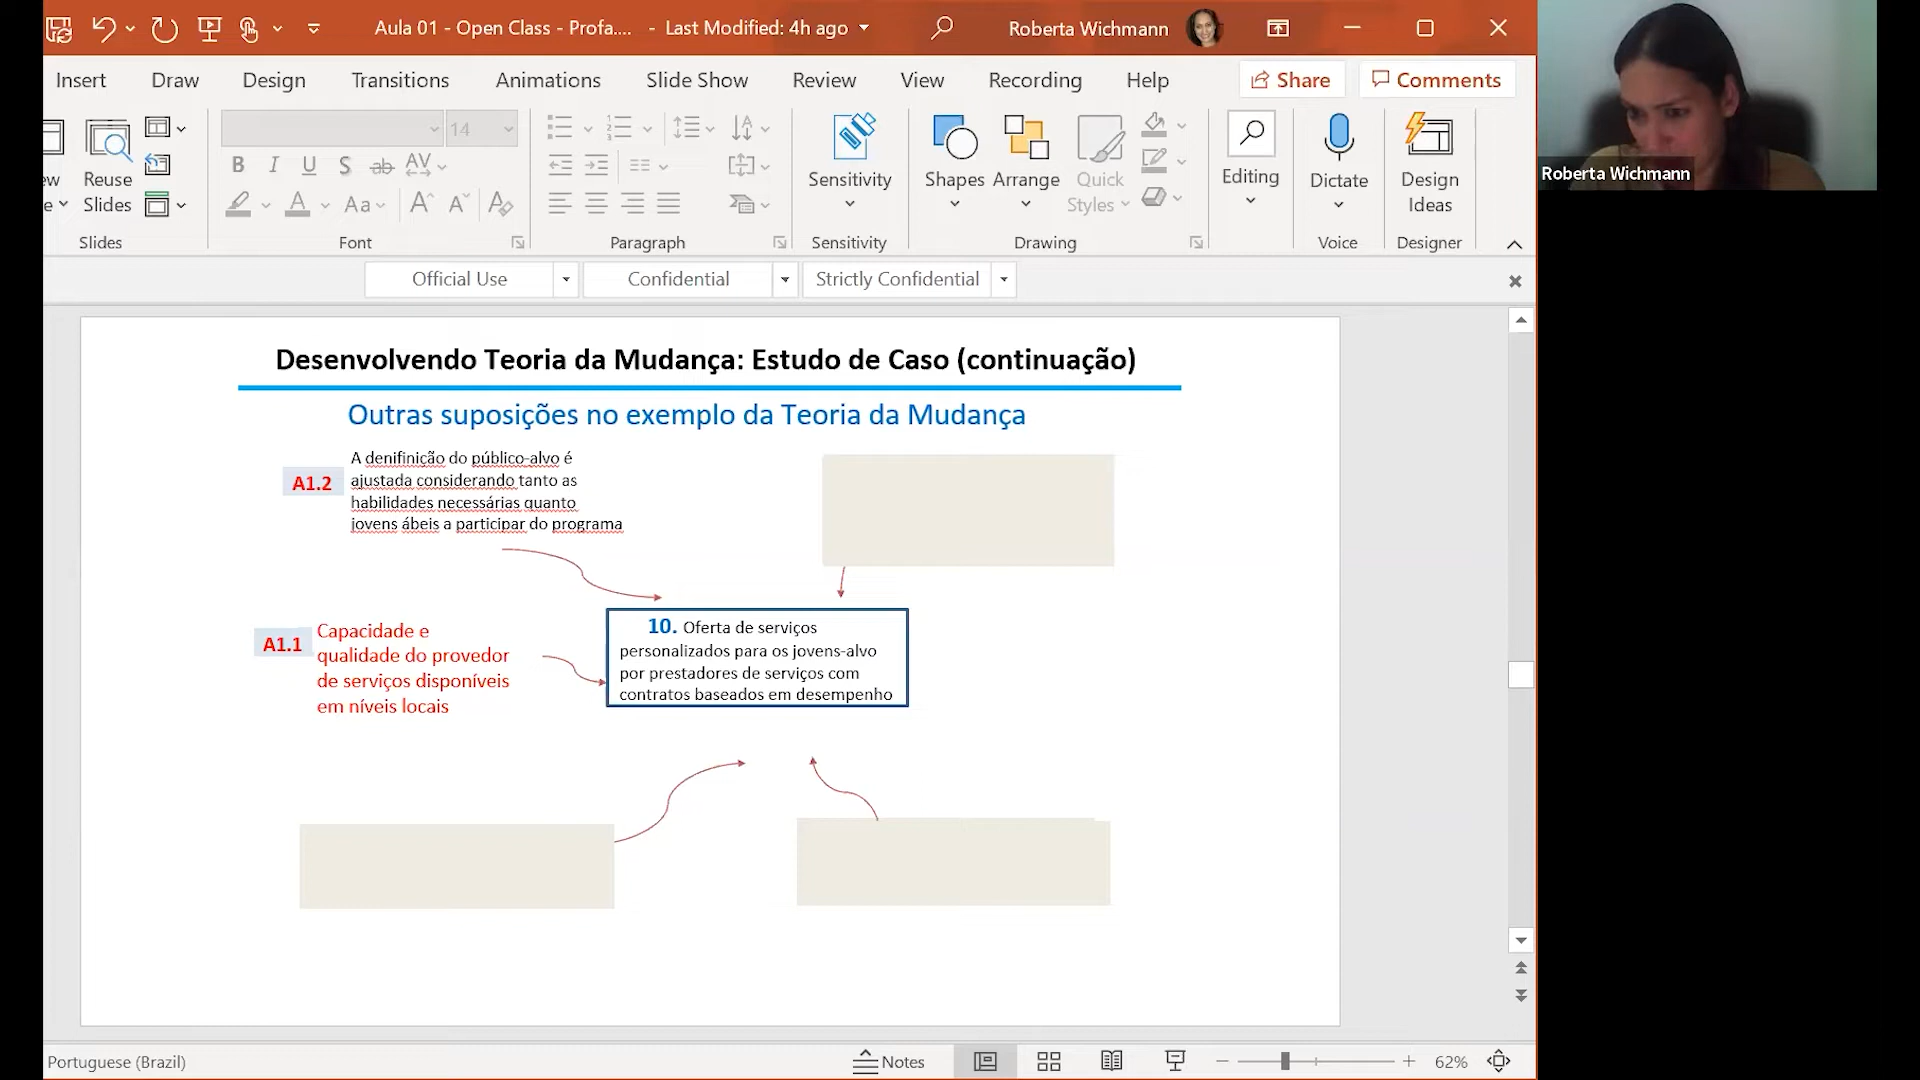 Aula 01 - Open Class - Profa.... - Last Modified: 4h ago
Roberta Wichmann
Insert Draw Design Transitions Animations Slide Show Review View Recording Help Share Comments
14
B I U S ab AV
Aa A A A
Reuse
Slides
Sensitivity
Shapes
Arrange
Quick
Styles
Editing
Dictate
Design
Ideas
Slides Font Paragraph Sensitivity Drawing Voice Designer
Official Use Confidential Strictly Confidential
Desenvolvendo Teoria da Mudança: Estudo de Caso (continuação)
Outras suposições no exemplo da Teoria da Mudança
A1.2
A denifinição do público-alvo é
ajustada considerando tanto as
habilidades necessárias quanto
jovens ábeis a participar do programa
A1.1
Capacidade e
qualidade do provedor
de serviços disponíveis
em níveis locais
10. Oferta de serviços
personalizados para os jovens-alvo
por prestadores de serviços com
contratos baseados em desempenho
Portuguese (Brazil)
Notes
62%
Roberta Wichmann